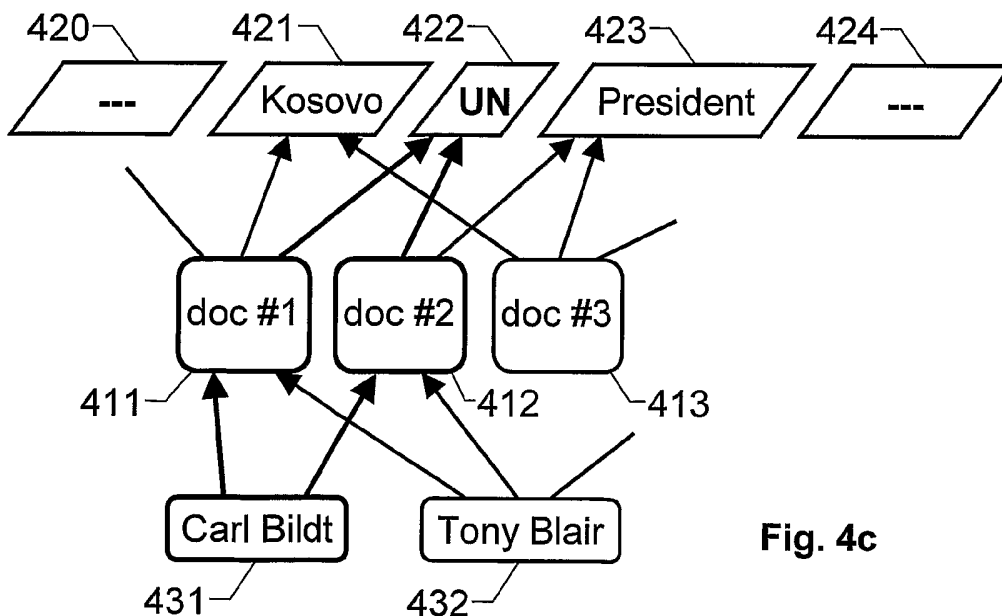 420 421 422 423 424
--- Kosovo UN President ---
doc #1 doc #2 doc #3
411 412 413
Carl Bildt Tony Blair Fig. 4c
431 432